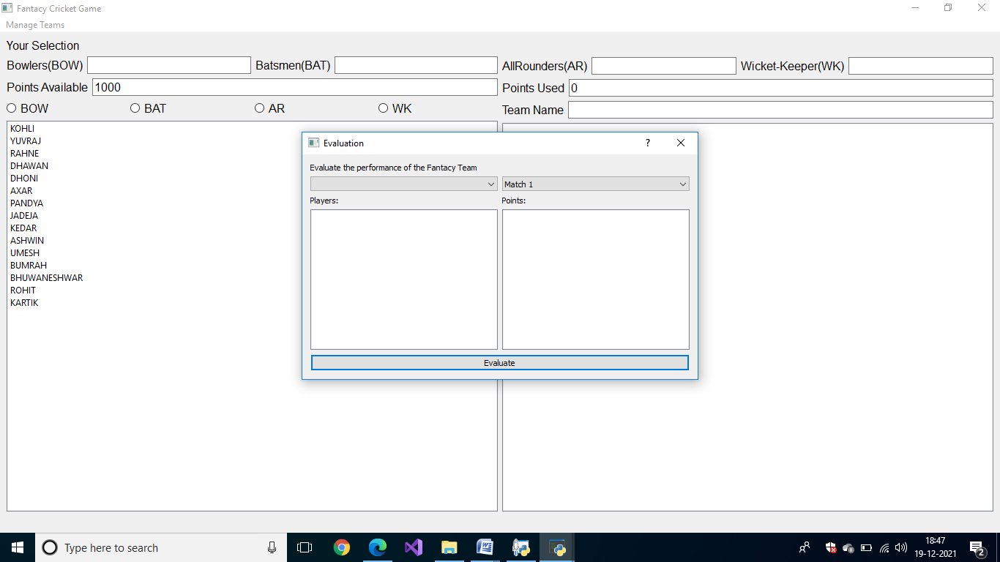 Fantacy Cricket Game
Manage Teams
Your Selection
Bowlers(BOW) Batsmen(BAT) AllRounders(AR) Wicket-Keeper(WK)
Points Available 1000 Points Used 0
BOW BAT AR WK Team Name
KOHLI
YUVRAJ
RAHNE
DHAWAN
DHONI
AXAR
PANDYA
JADEJA
KEDAR
ASHWIN
UMESH
BUMRAH
BHUWANESHWAR
ROHIT
KARTIK
Evaluation ?
Evaluate the performance of the Fantacy Team
Match 1
Players: Points:
Evaluate
Type here to search
18:47
19-12-2021
2